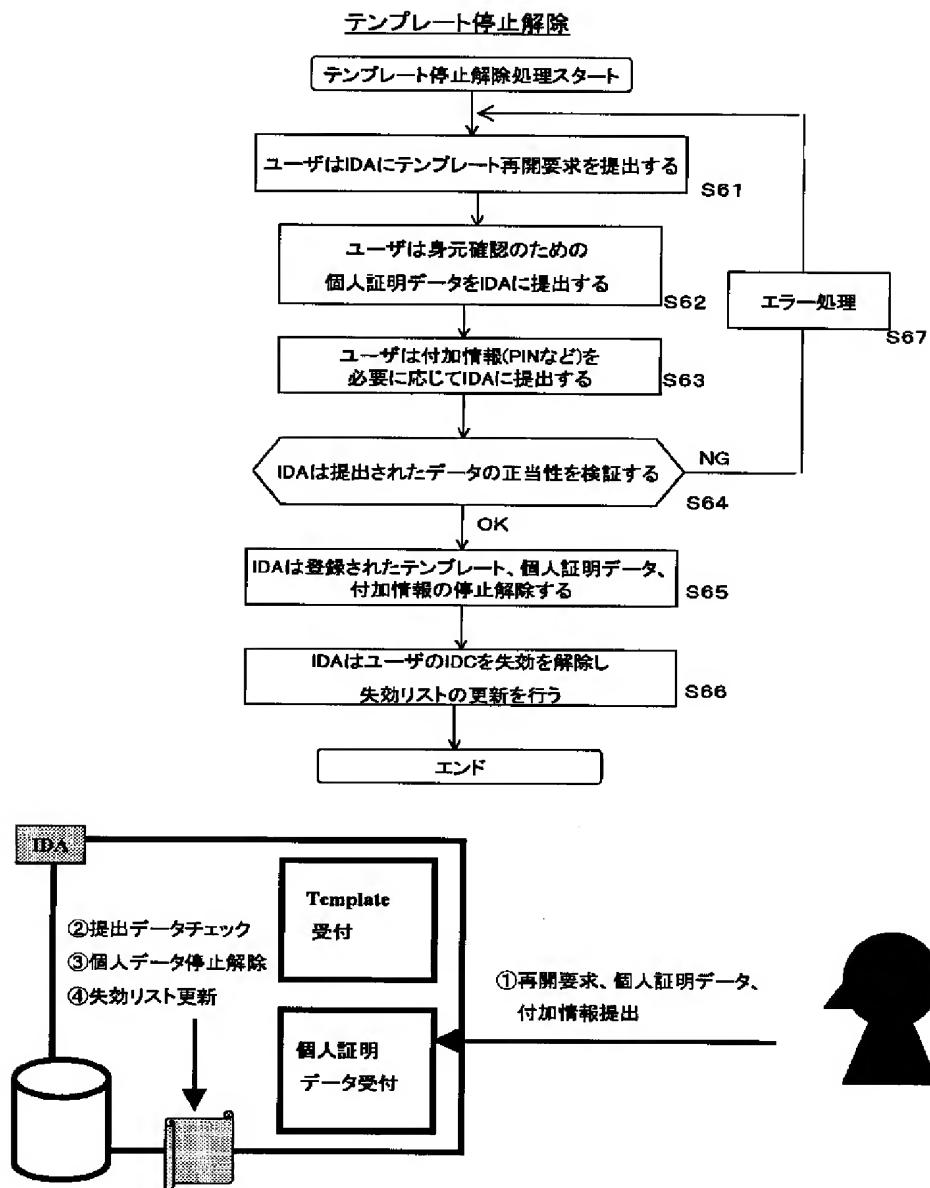 テンプレート停止解除
テンプレート停止解除処理スタート
ユーザはIDAにテンプレート再開要求を提出する
S61
ユーザは身元確認のための
個人証明データをIDAに提出する
S62
エラー処理
S67
ユーザは付加情報(PINなど)を
必要に応じてIDAに提出する
S63
IDAは提出されたデータの正当性を検証する
NG
S64
OK
IDAは登録されたテンプレート、個人証明データ、
付加情報の停止解除する
S65
IDAはユーザのIDCを失効を解除し
失効リストの更新を行う
S66
エンド
IDA
Template
受付
②提出データチェック
③個人データ停止解除
④失効リスト更新
①再開要求、個人証明データ、
付加情報提出
個人証明
データ受付